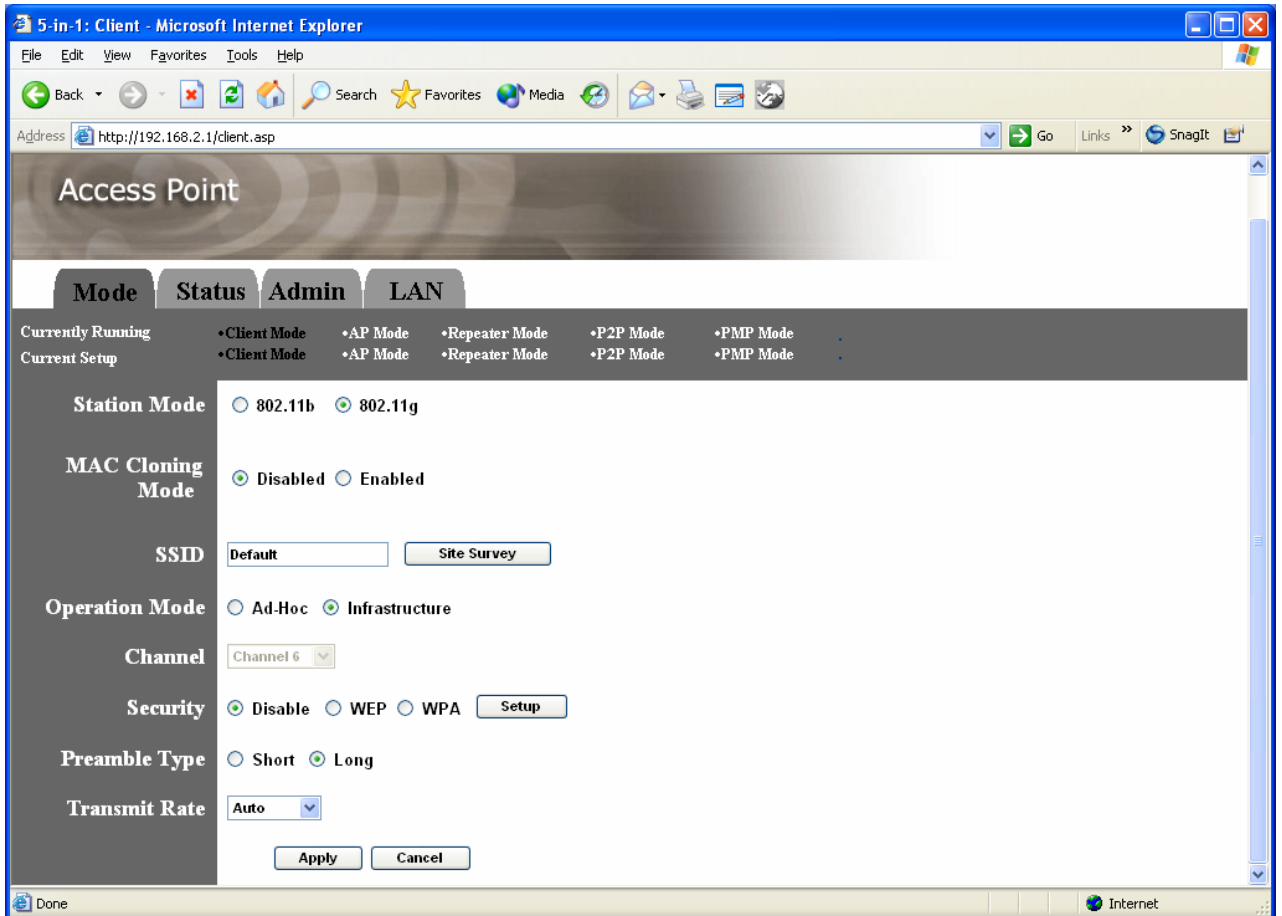 5-in-1: Client - Microsoft Internet Explorer
File Edit View Favorites Tools Help
Back Search Favorites Media
Address http://192.168.2.1/client.asp Go Links » SnagIt
Access Point
Mode Status Admin LAN
Currently Running •Client Mode •AP Mode •Repeater Mode •P2P Mode •PMP Mode
Current Setup •Client Mode •AP Mode •Repeater Mode •P2P Mode •PMP Mode
Station Mode 802.11b 802.11g
MAC Cloning
Mode Disabled Enabled
SSID Default Site Survey
Operation Mode Ad-Hoc Infrastructure
Channel Channel 6
Security Disable WEP WPA Setup
Preamble Type Short Long
Transmit Rate Auto
Apply Cancel
Done Internet